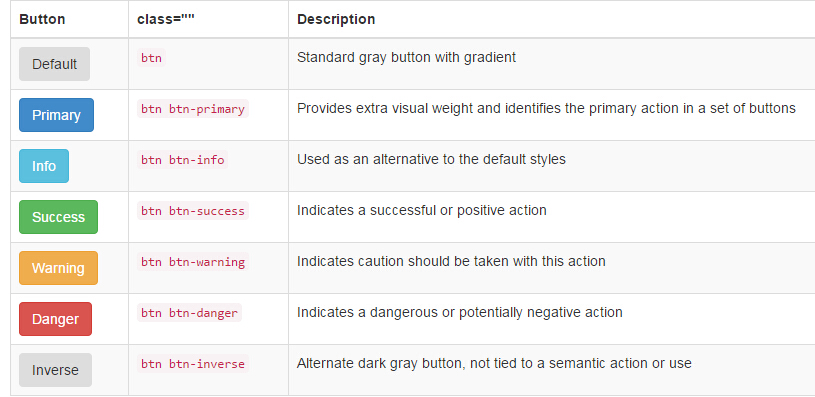 Button class="" Description
Default btn Standard gray button with gradient
Primary btn btn-primary Provides extra visual weight and identifies the primary action in a set of buttons
Info btn btn-info Used as an alternative to the default styles
Success btn btn-success Indicates a successful or positive action
Warning btn btn-warning Indicates caution should be taken with this action
Danger btn btn-danger Indicates a dangerous or potentially negative action
Inverse btn btn-inverse Alternate dark gray button, not tied to a semantic action or use